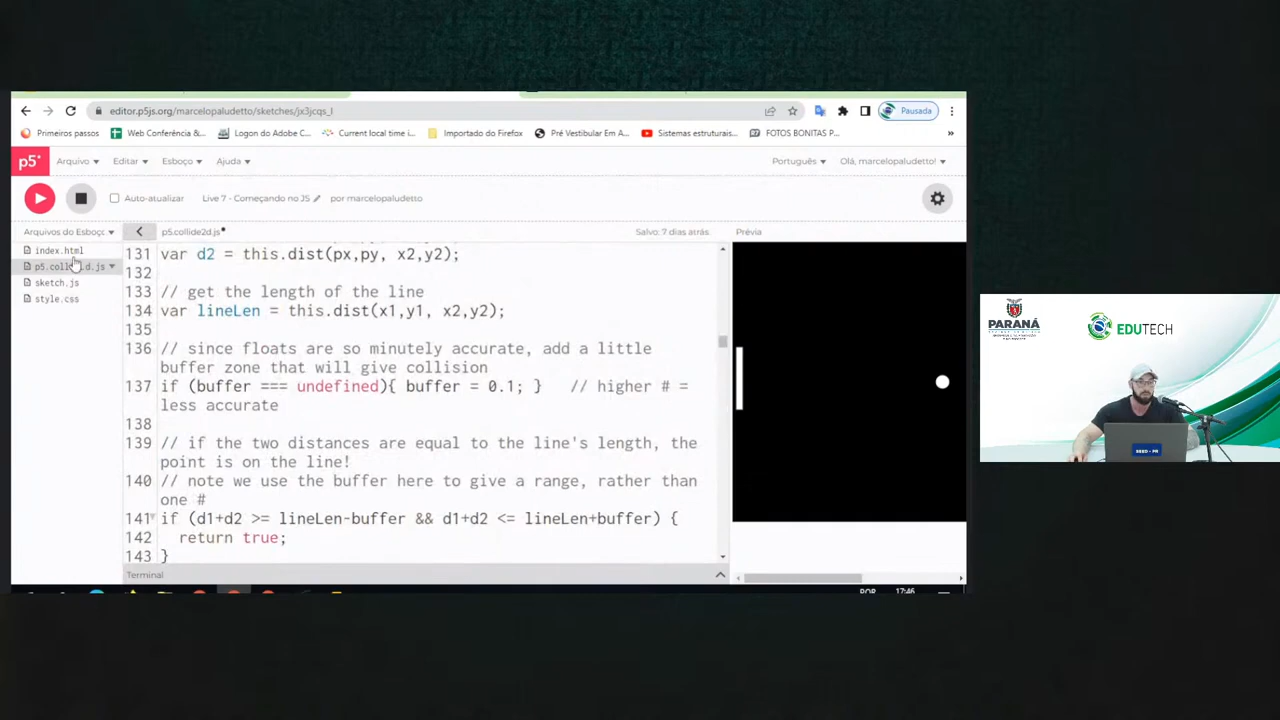 editor.p5js.org/marcelopaludetto/sketches/jx3jcqs_l
Pausada
Primeiros passos
Web Conferência &...
Logon do Adobe C...
Current local time i...
Importado do Firefox
Pré Vestibular Em A...
Sistemas estruturais...
FOTOS BONITAS P...
»
p5*
Arquivo
Editar
Esboço
Ajuda
Português
Olá, marcelopaludetto!
Auto-atualizar
Live 7 - Começando no JS
por marcelopaludetto
Arquivos do Esboço
p5.collide2d.js
Salvo: 7 dias atrás.
Prévia
index.html
d.js
sketch.js
style.css
131 var d2 = this.dist(px,py, x2,y2);
132
133 // get the length of the line
134 var lineLen = this.dist(x1,y1, x2,y2);
135
136 // since floats are so minutely accurate, add a little
buffer zone that will give collision
137 if (buffer === undefined){ buffer = 0.1; } // higher # =
less accurate
138
139 // if the two distances are equal to the line's length, the
point is on the line!
140 // note we use the buffer here to give a range, rather than
one #
141 if (d1+d2 >= lineLen-buffer && d1+d2 <= lineLen+buffer) {
142 return true;
143 }
Terminal
POR
17:46
PARANÁ
EDUTECH
SEED - PR